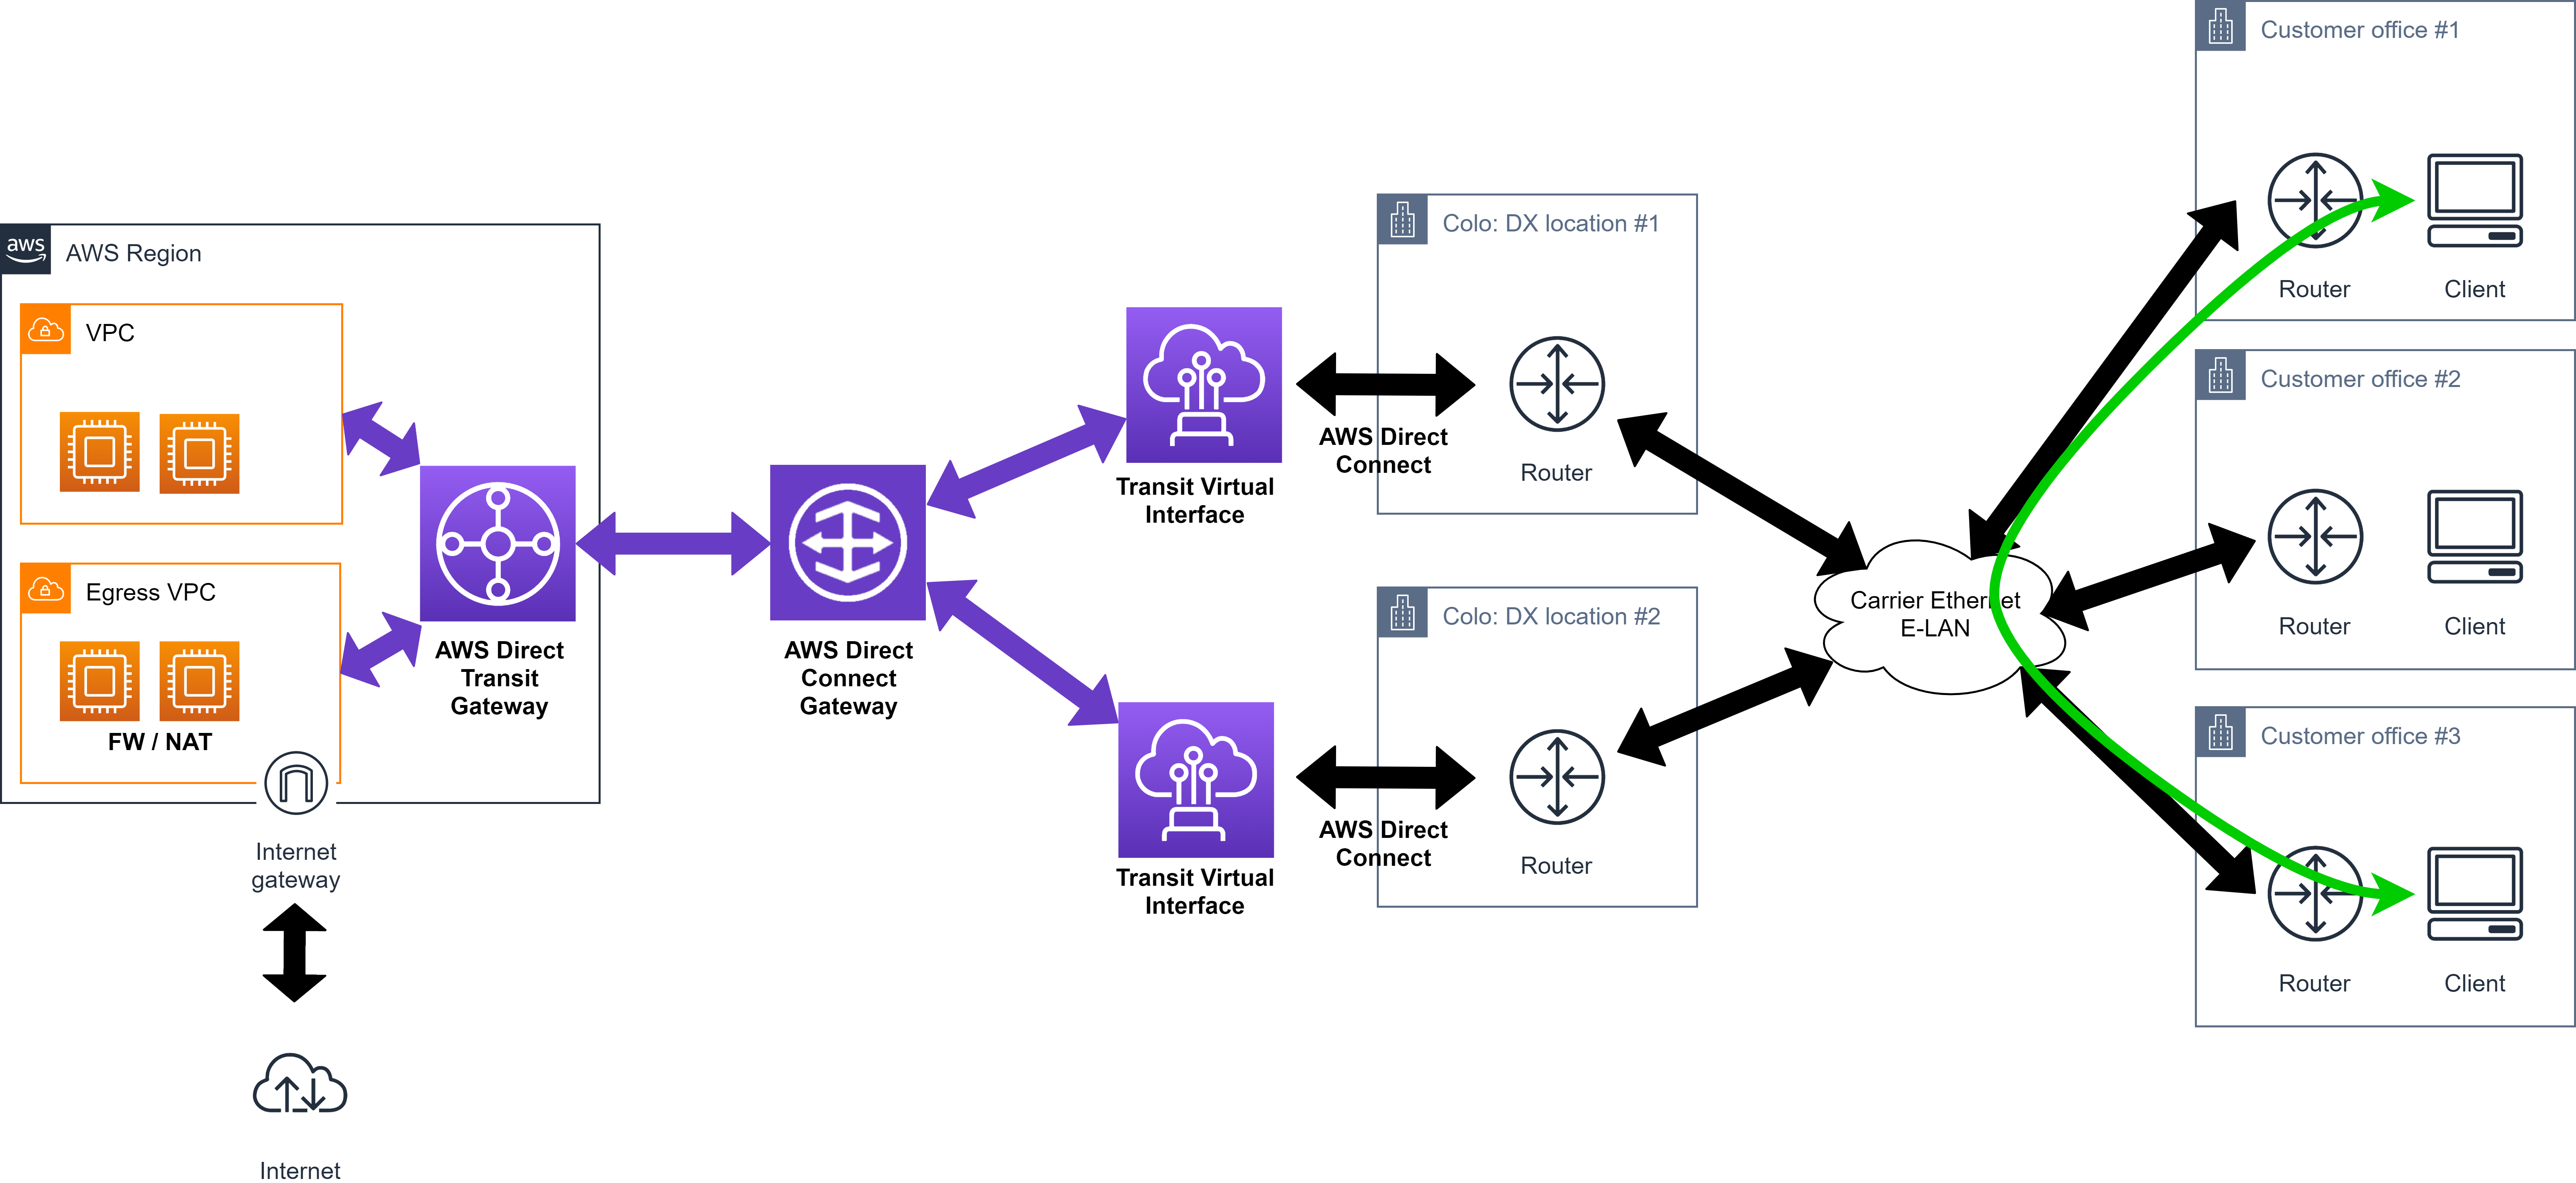 aws
AWS Region
VPC
Egress VPC
FW / NAT
Internet
gateway
Internet
AWS Direct
Transit
Gateway
AWS Direct
Connect
Gateway
Transit Virtual
Interface
Transit Virtual
Interface
AWS Direct
Connect
Colo: DX location #1
Router
AWS Direct
Connect
Colo: DX location #2
Router
Carrier Ethernet
E-LAN
Customer office #1
Router
Client
Customer office #2
Router
Client
Customer office #3
Router
Client